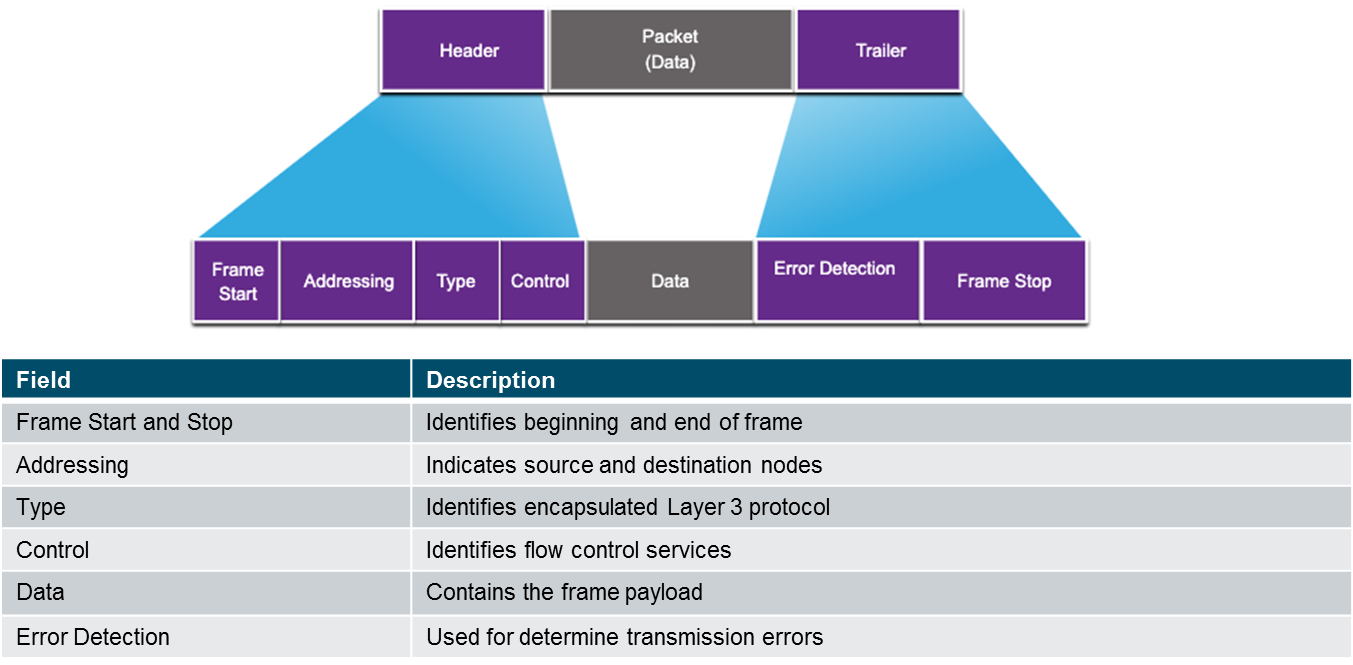 Header
Packet
(Data)
Trailer
Frame
Start
Addressing
Type
Control
Data
Error Detection
Frame Stop
Field Description
Frame Start and Stop Identifies beginning and end of frame
Addressing Indicates source and destination nodes
Type Identifies encapsulated Layer 3 protocol
Control Identifies flow control services
Data Contains the frame payload
Error Detection Used for determine transmission errors